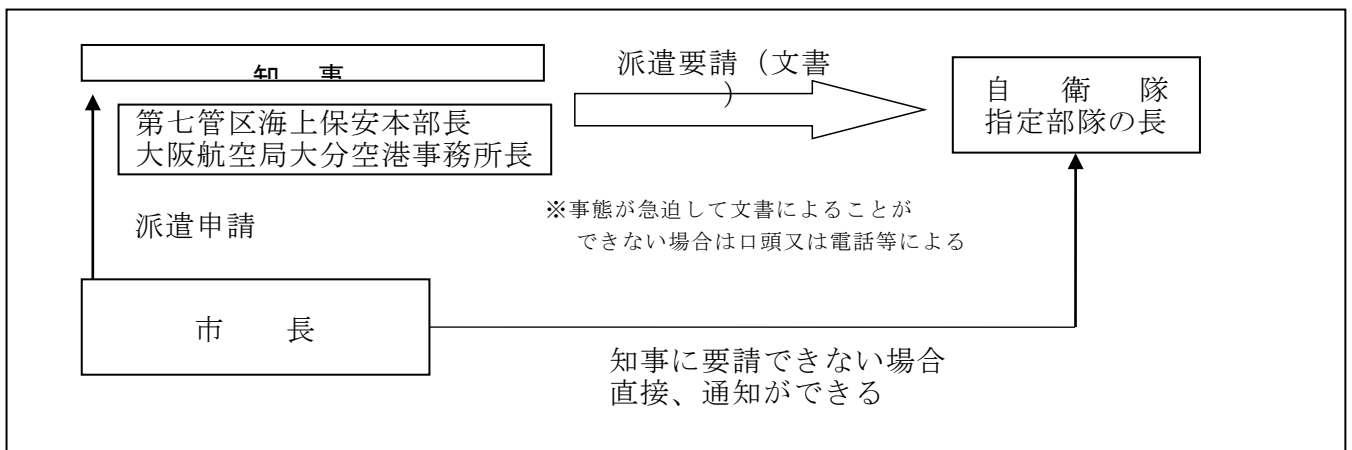 知　事
派遣要請（文書
）
自　衛　隊
指定部隊の長
第七管区海上保安本部長
大阪航空局大分空港事務所長
派遣申請
※事態が急迫して文書によることが
できない場合は口頭又は電話等による
市　長
知事に要請できない場合
直接、通知ができる